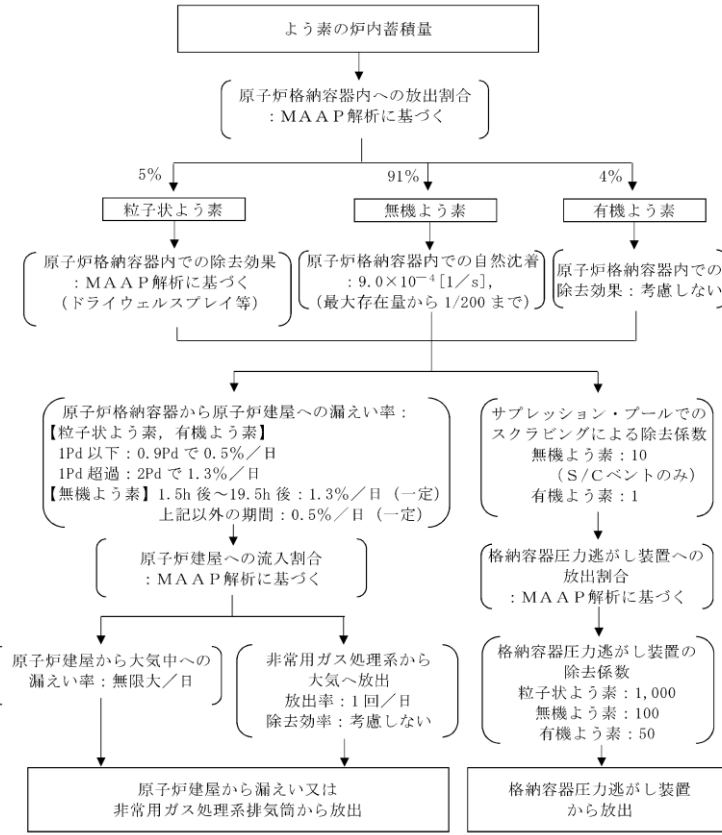 よう素の炉内蓄積量
原子炉格納容器内への放出割合
：ＭＡＡＰ解析に基づく
5%
91%
4%
粒子状よう素
無機よう素
有機よう素
原子炉格納容器内での除去効果
：ＭＡＡＰ解析に基づく
（ドライウェルスプレイ等）
原子炉格納容器内での自然沈着
：9.0×10⁻⁴[1／s],
（最大存在量から 1/200 まで）
原子炉格納容器内での
除去効果：考慮しない
原子炉格納容器から原子炉建屋への漏えい率：
【粒子状よう素，有機よう素】
1Pd 以下：0.9Pd で 0.5％／日
1Pd 超過：2Pd で 1.3％／日
【無機よう素】1.5h 後～19.5h 後：1.3％／日（一定）
上記以外の期間：0.5％／日（一定）
サプレッション・プールでの
スクラビングによる除去係数
無機よう素：10
（Ｓ/Ｃベントのみ）
有機よう素：1
原子炉建屋への流入割合
：ＭＡＡＰ解析に基づく
格納容器圧力逃がし装置への
放出割合
：ＭＡＡＰ解析に基づく
原子炉建屋から大気中への
漏えい率：無限大／日
非常用ガス処理系から
大気へ放出
放出率：1 回／日
除去効率：考慮しない
格納容器圧力逃がし装置の
除去係数
粒子状よう素：1,000
無機よう素：100
有機よう素：50
原子炉建屋から漏えい又は
非常用ガス処理系排気筒から放出
格納容器圧力逃がし装置
から放出